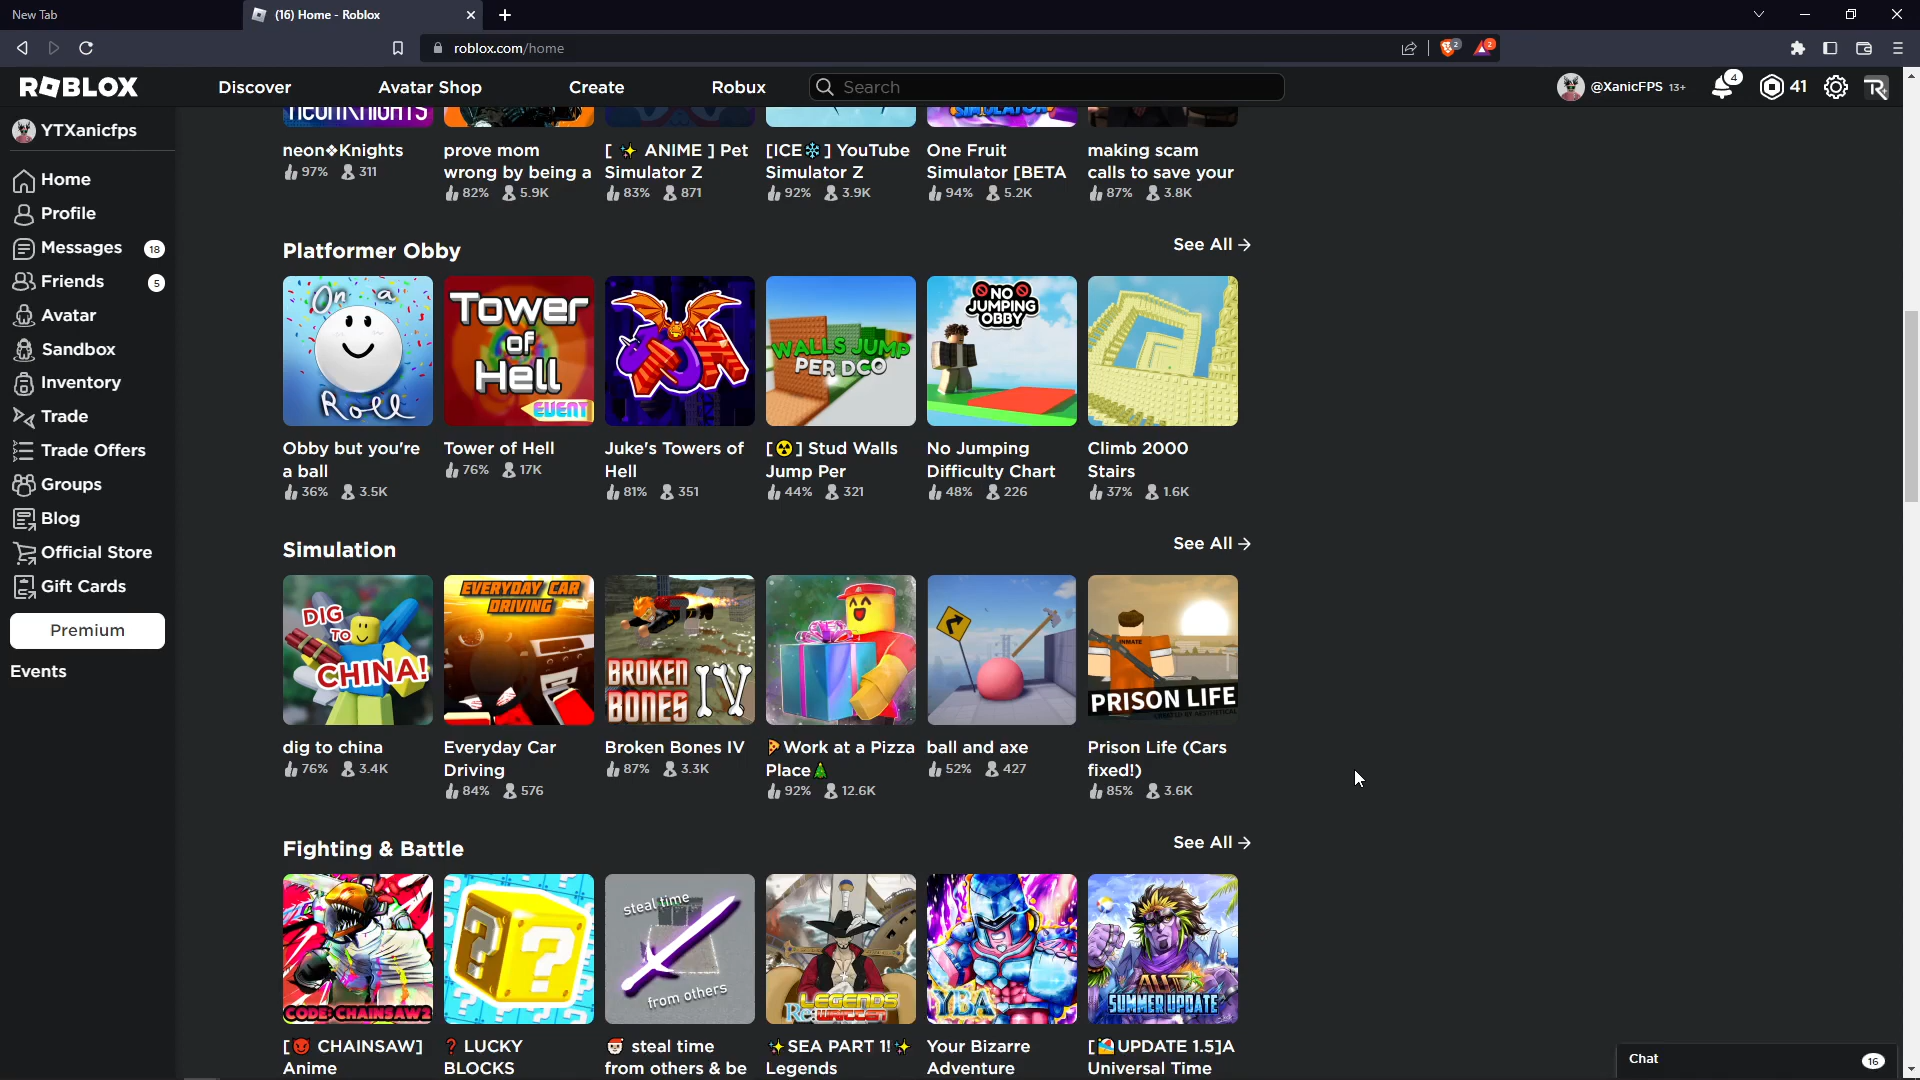 New Tab
(16) Home - Roblox
roblox.com/home
2
2
ROBLOX
Discover
Avatar Shop
Create
Robux
Search
@XanicFPS 13+
4
41
YTXanicfps
Home
Profile
Messages 18
Friends 5
Avatar
Sandbox
Inventory
Trade
Trade Offers
Groups
Blog
Official Store
Gift Cards
Premium
Events
neon❖Knights
97% 311
prove mom
wrong by being a
82% 5.9K
[ ✨ ANIME ] Pet
Simulator Z
83% 871
[ICE❄️] YouTube
Simulator Z
92% 3.9K
One Fruit
Simulator [BETA
94% 5.2K
making scam
calls to save your
87% 3.8K
Platformer Obby
See All →
On a
Roll
Tower
of
Hell
EVENT
JToH
WALLS JUMP
PER DCO
NO
JUMPING
OBBY
Obby but you're
a ball
36% 3.5K
Tower of Hell
76% 17K
Juke's Towers of
Hell
81% 351
[☢️] Stud Walls
Jump Per
44% 321
No Jumping
Difficulty Chart
48% 226
Climb 2000
Stairs
37% 1.6K
Simulation
See All →
DIG
TO
CHINA!
EVERYDAY CAR
DRIVING
BROKEN
BONES IV
INMATE
PRISON LIFE
dig to china
76% 3.4K
Everyday Car
Driving
84% 576
Broken Bones IV
87% 3.3K
🍕Work at a Pizza
Place🎄
92% 12.6K
ball and axe
52% 427
Prison Life (Cars
fixed!)
85% 3.6K
Fighting & Battle
See All →
CODE: CHAINSAW2
? ?
steal time
from others
LEGENDS
Re:WRITTEN
YBA
AUT
SUMMER UPDATE
[😈 CHAINSAW]
Anime
❓ LUCKY
BLOCKS
🎅 steal time
from others & be
✨SEA PART 1!✨
Legends
Your Bizarre
Adventure
[🏖️UPDATE 1.5]A
Universal Time
Chat 16